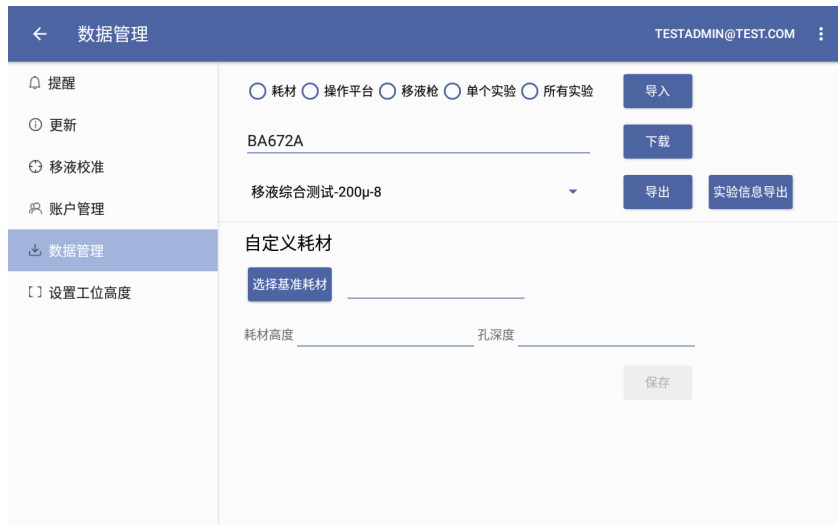 数据管理 TESTADMIN@TEST.COM
提醒
更新
移液校准
账户管理
数据管理
设置工位高度
耗材 操作平台 移液枪 单个实验 所有实验 导入
BA672A 下载
移液综合测试-200μ-8 导出 实验信息导出
自定义耗材
选择基准耗材
耗材高度 孔深度
保存